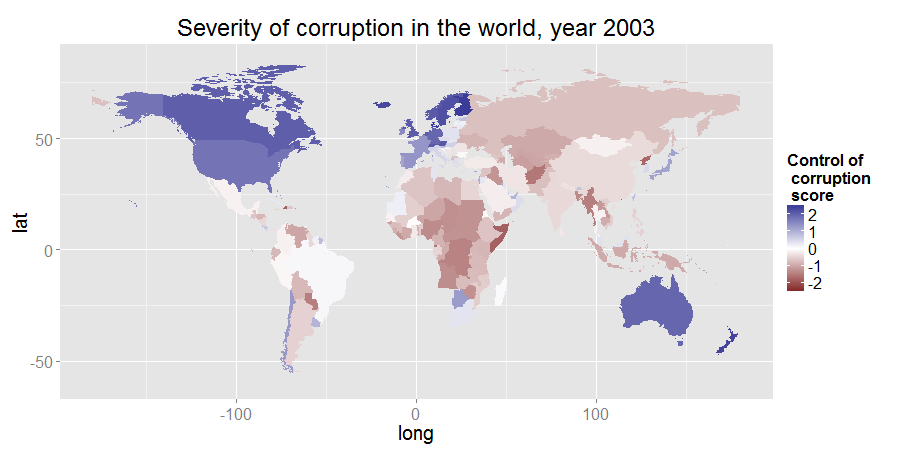 Severity of corruption in the world, year 2003
lat
50
0
-50
-100
0
100
long
Control of
corruption
score
2
1
0
-1
-2